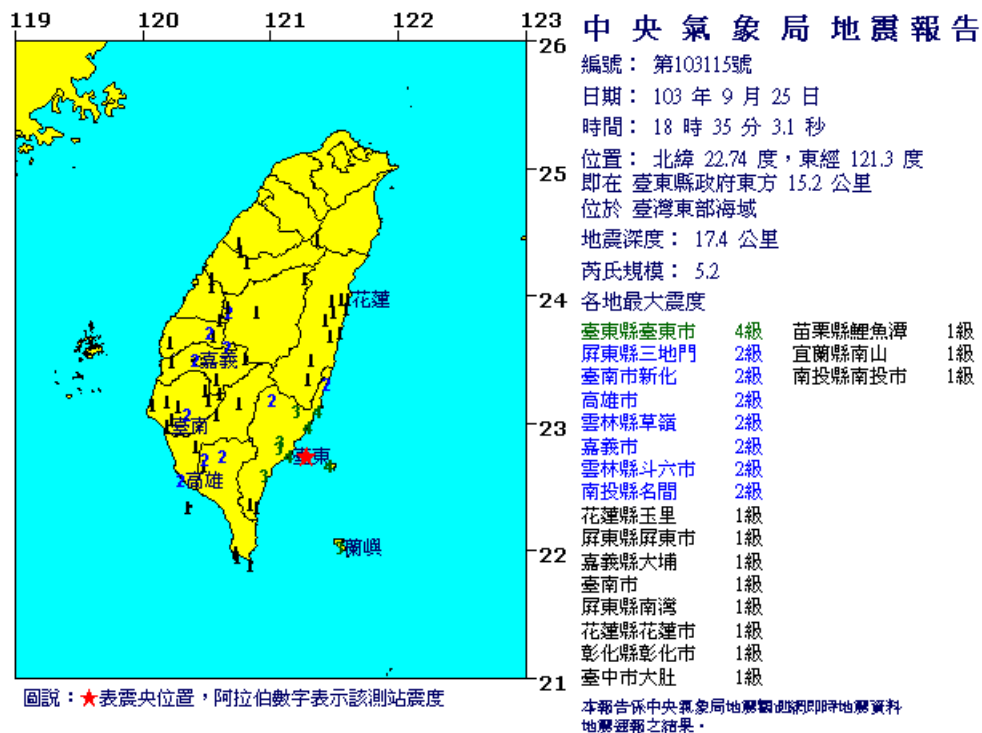 119 120 121 122 123
26
25
24
23
22
21
花蓮
嘉義
臺南
臺東
高雄
蘭嶼
圖說：★表震央位置，阿拉伯數字表示該測站震度
中央氣象局地震報告
編號： 第103115號
日期： 103 年 9 月 25 日
時間： 18 時 35 分 3.1 秒
位置： 北緯 22.74 度，東經 121.3 度
即在 臺東縣政府東方 15.2 公里
位於 臺灣東部海域
地震深度： 17.4 公里
芮氏規模： 5.2
各地最大震度
臺東縣臺東市 4級 苗栗縣鯉魚潭 1級
屏東縣三地門 2級 宜蘭縣南山 1級
臺南市新化 2級 南投縣南投市 1級
高雄市 2級
雲林縣草嶺 2級
嘉義市 2級
雲林縣斗六市 2級
南投縣名間 2級
花蓮縣玉里 1級
屏東縣屏東市 1級
嘉義縣大埔 1級
臺南市 1級
屏東縣南灣 1級
花蓮縣花蓮市 1級
彰化縣彰化市 1級
臺中市大肚 1級
本報告係中央氣象局地震觀測網即時地震資料
地震速報之結果。